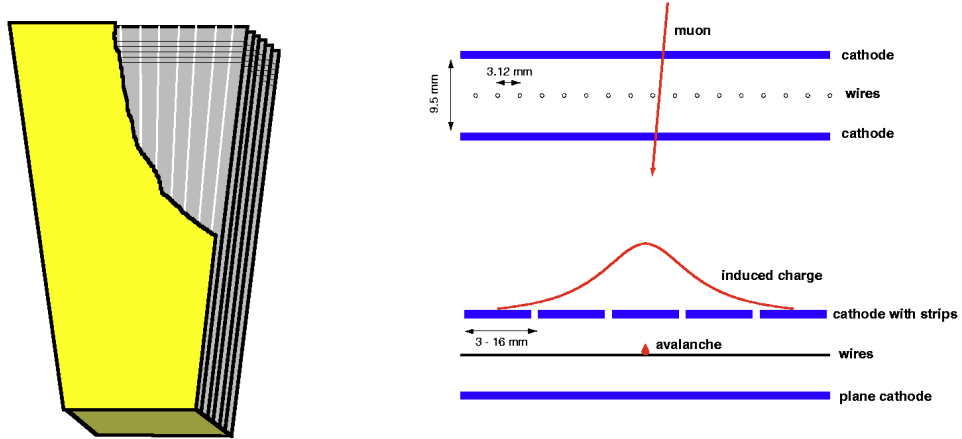 muon
cathode
3.12 mm
9.5 mm
wires
cathode
induced charge
cathode with strips
3 - 16 mm
avalanche
wires
plane cathode